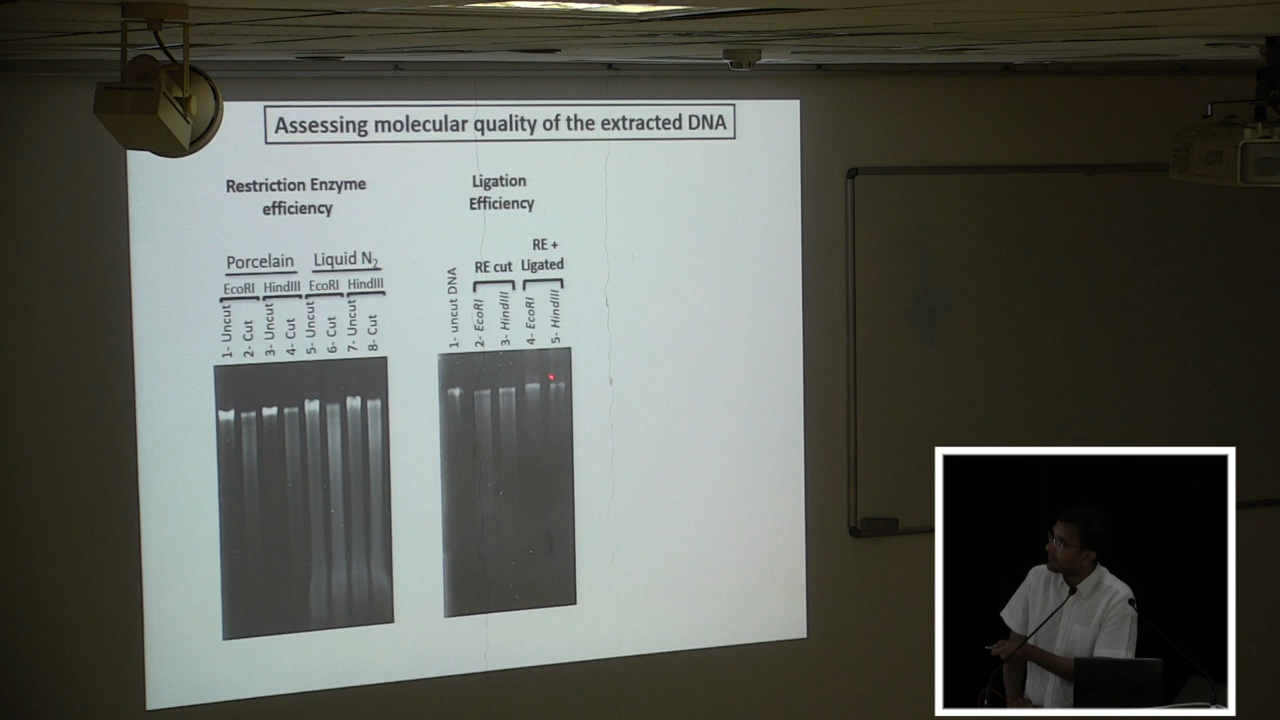 Assessing molecular quality of the extracted DNA
Restriction Enzyme
efficiency
Porcelain Liquid N₂
EcoRI HindIII EcoRI HindIII
1- Uncut
2- Cut
3- Uncut
4- Cut
5- Uncut
6- Cut
7- Uncut
8- Cut
Ligation
Efficiency
RE cut
RE +
Ligated
1- uncut DNA
2- EcoRI
3- HindIII
4- EcoRI
5- HindIII